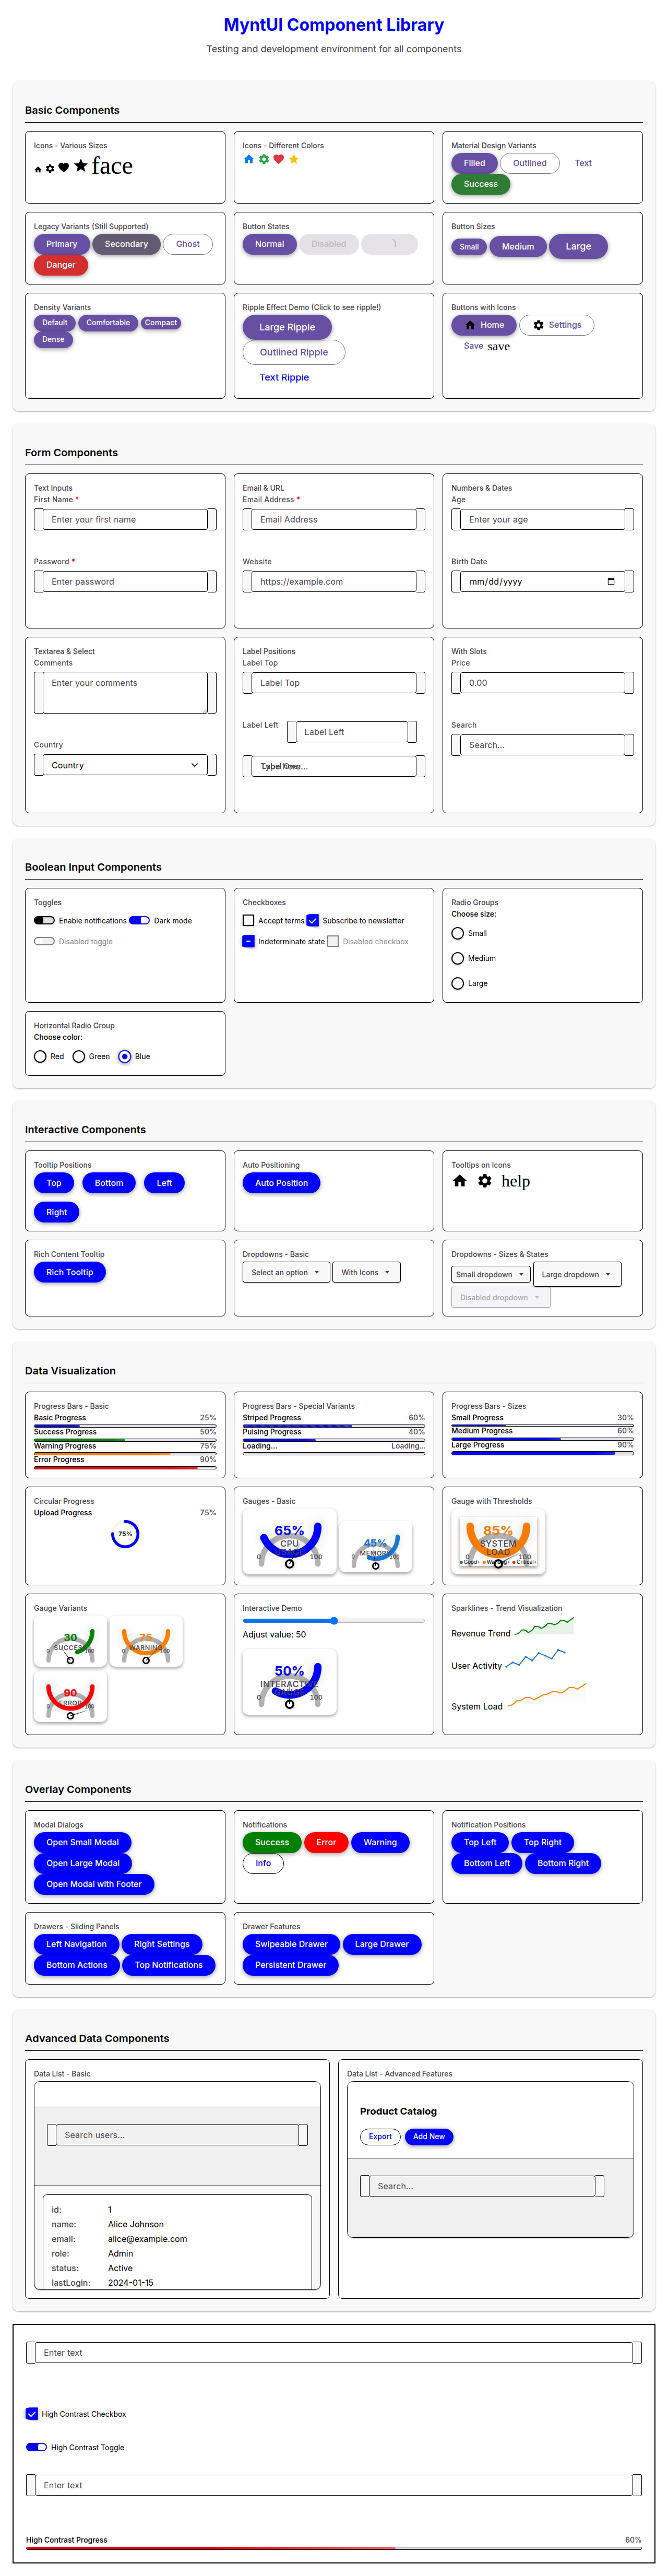 MyntUI Component Library
Testing and development environment for all components
Basic Components
Icons - Various Sizes
face
Icons - Different Colors
Material Design Variants
Filled
Outlined
Text
Success
Legacy Variants (Still Supported)
Primary
Secondary
Ghost
Danger
Button States
Normal
Disabled
Button Sizes
Small
Medium
Large
Density Variants
Default
Comfortable
Compact
Dense
Ripple Effect Demo (Click to see ripple!)
Large Ripple
Outlined Ripple
Text Ripple
Buttons with Icons
Home
Settings
Save save
Form Components
Text Inputs
First Name *
Enter your first name
Password *
Enter password
Email & URL
Email Address *
Email Address
Website
https://example.com
Numbers & Dates
Age
Enter your age
Birth Date
mm/dd/yyyy
Textarea & Select
Comments
Enter your comments
Country
Country
Label Positions
Label Top
Label Top
Label Left
Label Left
With Slots
Price
0.00
Search
Search...
Boolean Input Components
Toggles
Enable notifications
Dark mode
Disabled toggle
Checkboxes
Accept terms
Subscribe to newsletter
Indeterminate state
Disabled checkbox
Radio Groups
Choose size:
Small
Medium
Large
Horizontal Radio Group
Choose color:
Red
Green
Blue
Interactive Components
Tooltip Positions
Top
Bottom
Left
Right
Auto Positioning
Auto Position
Tooltips on Icons
help
Rich Content Tooltip
Rich Tooltip
Dropdowns - Basic
Select an option
With Icons
Dropdowns - Sizes & States
Small dropdown
Large dropdown
Disabled dropdown
Data Visualization
Progress Bars - Basic
Basic Progress 25%
Success Progress 50%
Warning Progress 75%
Error Progress 90%
Progress Bars - Special Variants
Striped Progress 60%
Pulsing Progress 40%
Loading... Loading...
Progress Bars - Sizes
Small Progress 30%
Medium Progress 60%
Large Progress 90%
Circular Progress
Upload Progress 75%
75%
Gauges - Basic
65%
CPU
0 100
45%
MEMORY
0 100
Gauge with Thresholds
85%
SYSTEM
LOAD
0 100
Gauge Variants
30
SUCCESS
0 100
75
WARNING
0 100
90
ERROR
0 100
Interactive Demo
Adjust value: 50
50%
INTERACTIVE
0 100
Sparklines - Trend Visualization
Revenue Trend
User Activity
System Load
Overlay Components
Modal Dialogs
Open Small Modal
Open Large Modal
Open Modal with Footer
Notifications
Success
Error
Warning
Info
Notification Positions
Top Left
Top Right
Bottom Left
Bottom Right
Drawers - Sliding Panels
Left Navigation
Right Settings
Bottom Actions
Top Notifications
Drawer Features
Swipeable Drawer
Large Drawer
Persistent Drawer
Advanced Data Components
Data List - Basic
Search users...
id: 1
name: Alice Johnson
email: alice@example.com
role: Admin
status: Active
lastLogin: 2024-01-15
Data List - Advanced Features
Product Catalog
Export
Add New
Search...
Enter text
High Contrast Checkbox
High Contrast Toggle
Enter text
High Contrast Progress 60%